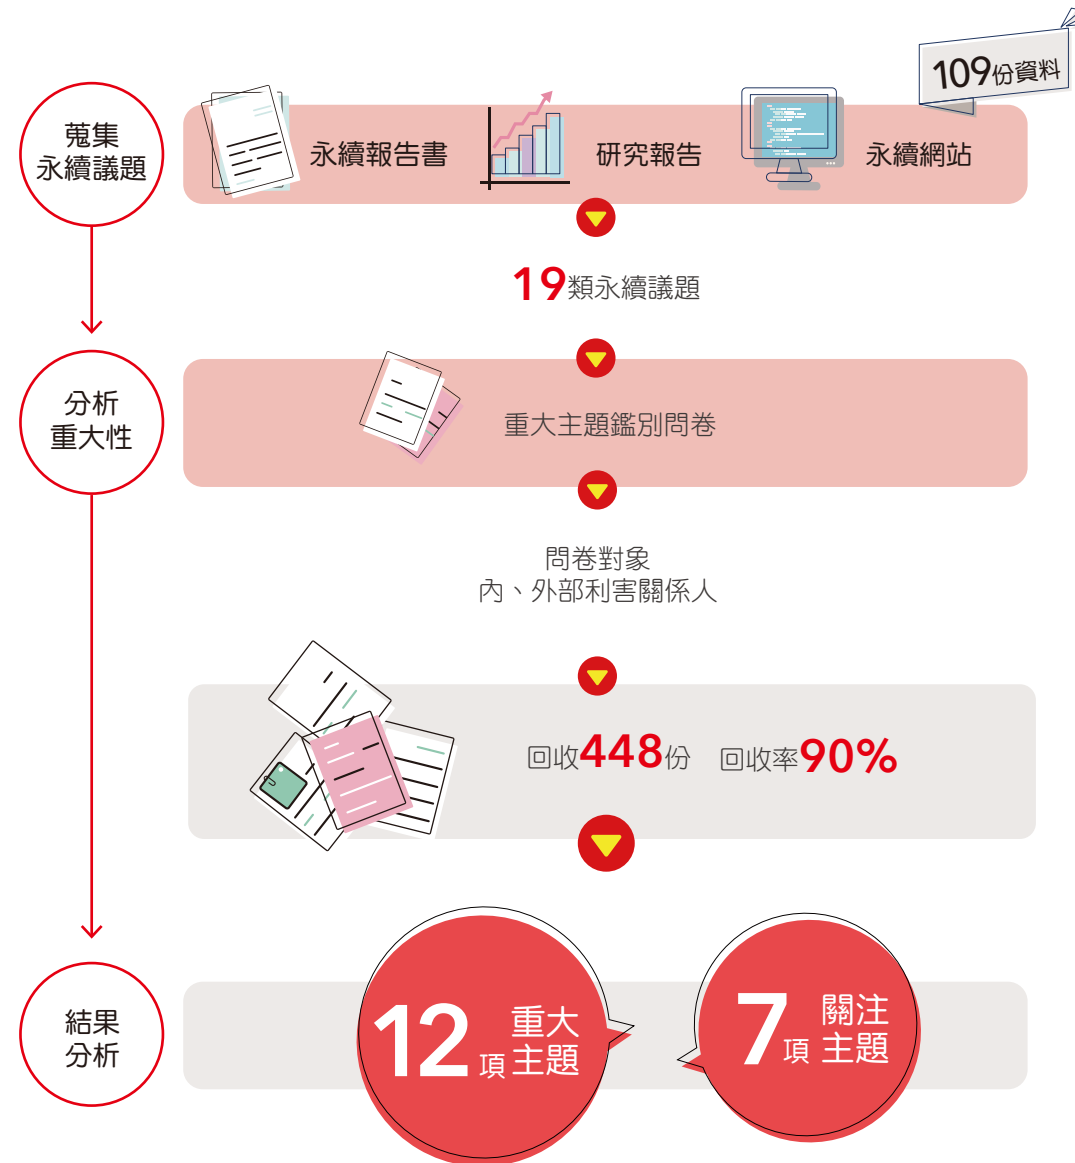 109份資料
蒐集
永續議題
永續報告書
研究報告
永續網站
19類永續議題
分析
重大性
重大主題鑑別問卷
問卷對象
內、外部利害關係人
回收448份 回收率90%
結果
分析
12項 重大
主題
7項 關注
主題